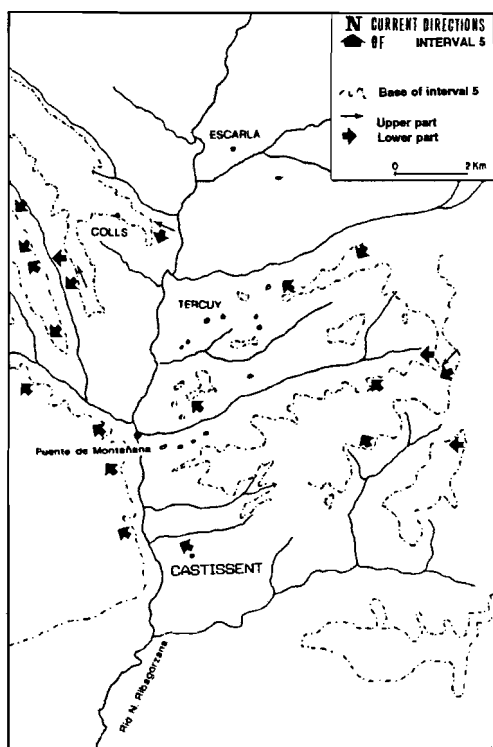 N CURRENT DIRECTIONS
OF INTERVAL 5
Base of interval 5
Upper part
Lower part
0 2 Km
ESCARLA
COLLS
TERCUY
Puente de Montañana
CASTISSENT
Rio N. Ribagorzana